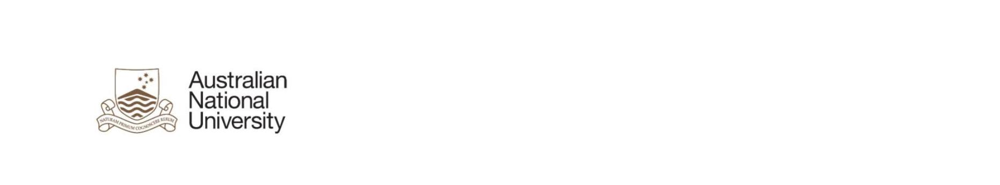 Australian
National
University
NATURAM PRIMUM COGNOSCERE RERUM